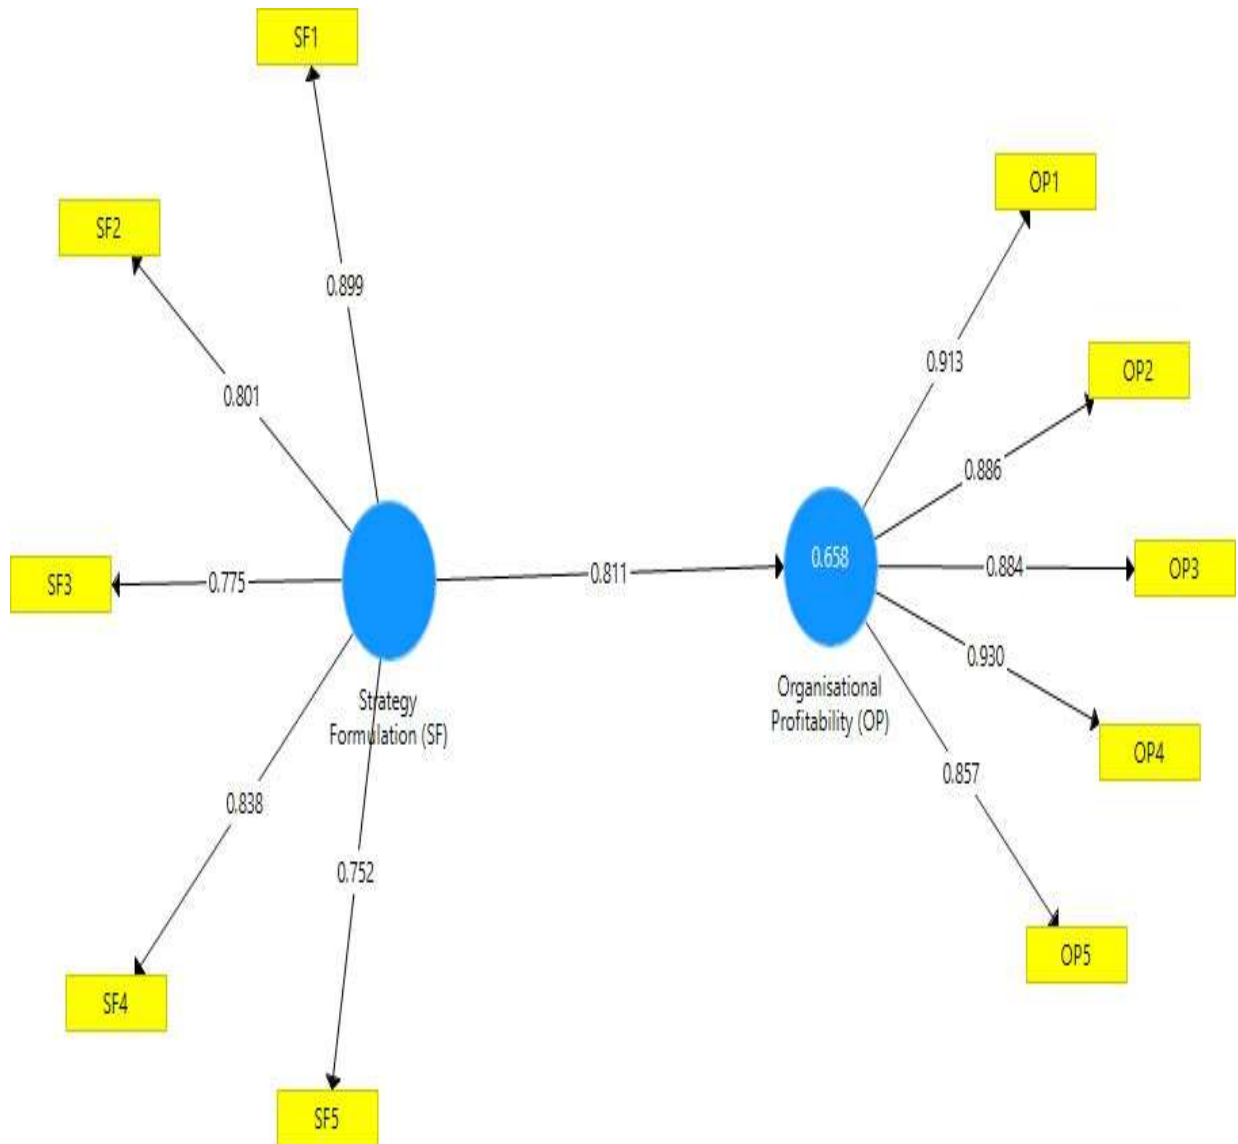 SF1
OP1
SF2
0.899
OP2
0.913
0.801
0.886
0.658
OP3
0.884
SF3
0.775
0.811
0.930
Strategy
Formulation (SF)
Organisational
Profitability (OP)
OP4
0.857
0.838
0.752
OP5
SF4
SF5